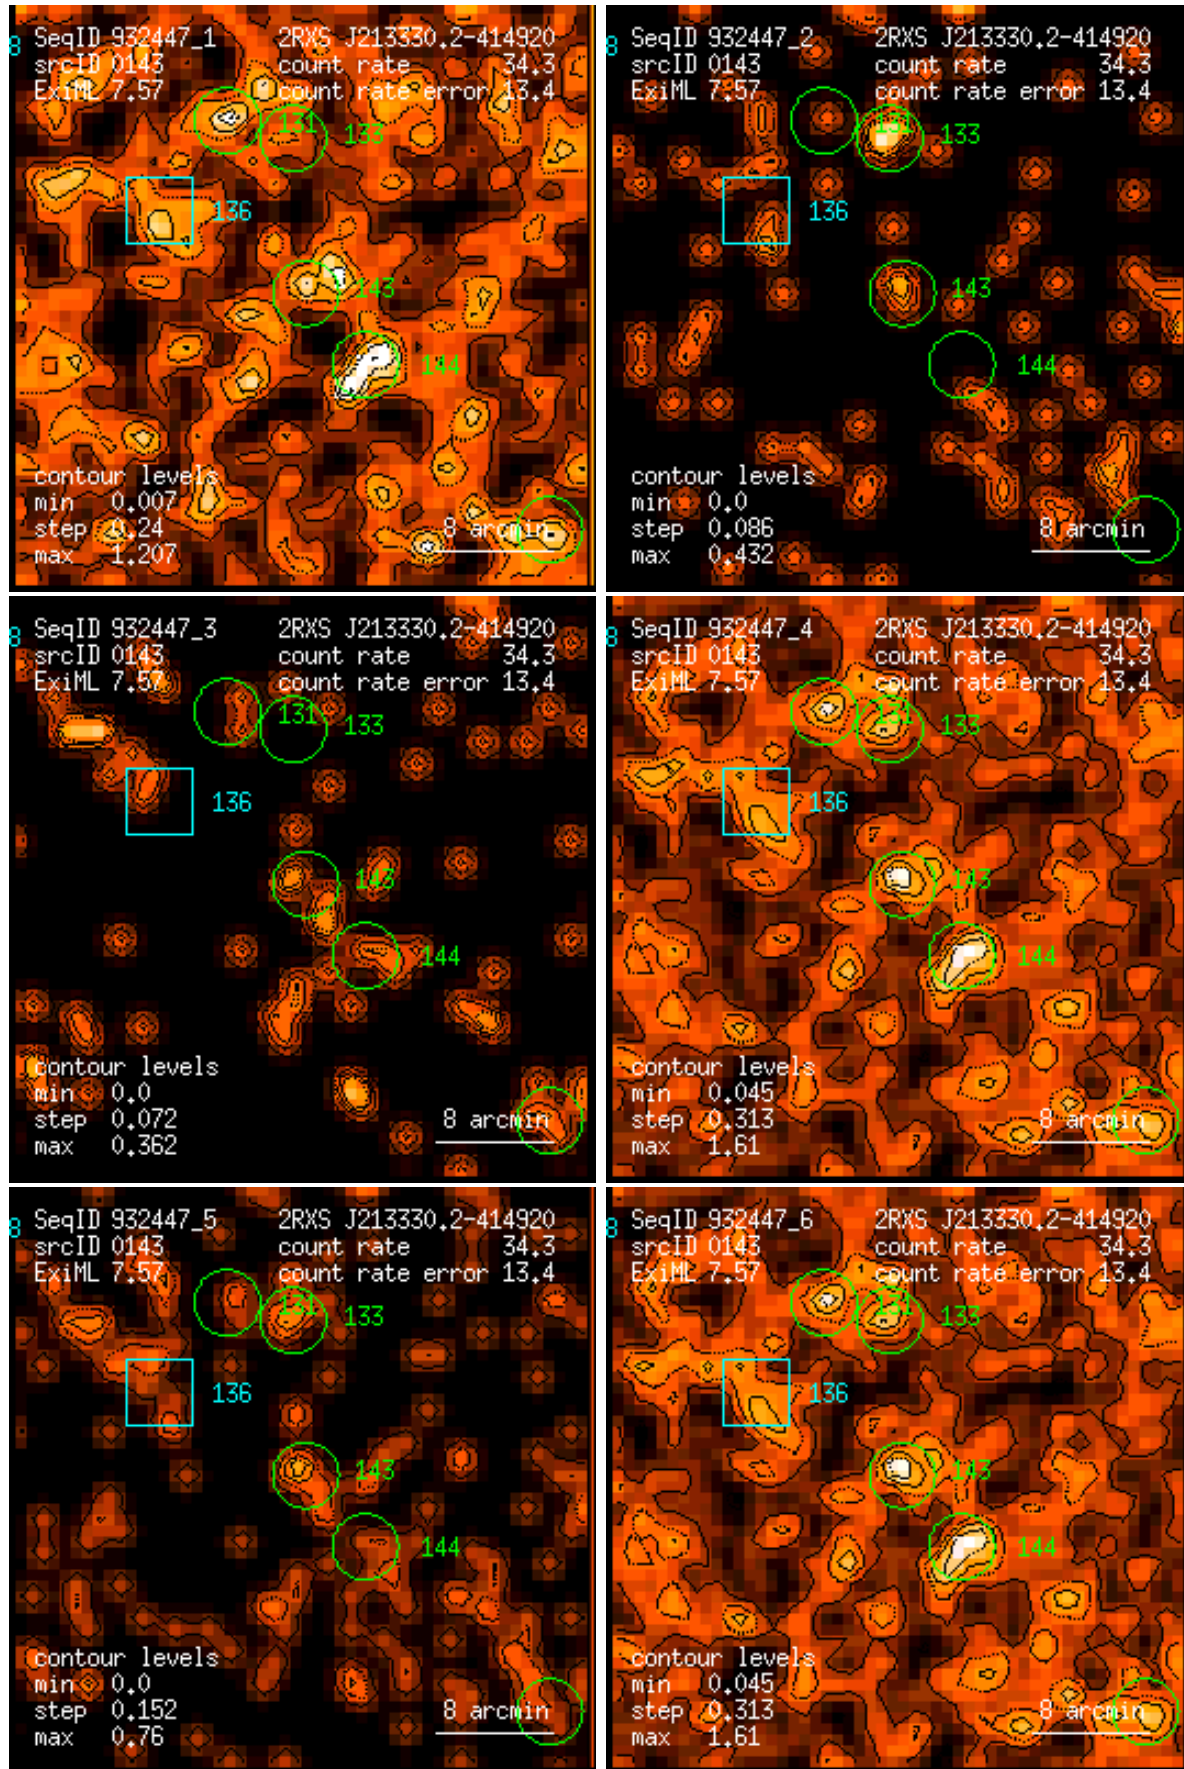 8 SeqID 932447_1 2RXS J213330.2-414920
srcID 0143 count rate 34.3
ExiML 7.57 count rate error 13.4
131 133
136
143
144
contour levels
min 0.007
step 0.24 8 arcmin
max 1.207
8 SeqID 932447_2 2RXS J213330.2-414920
srcID 0143 count rate 34.3
ExiML 7.57 count rate error 13.4
131 133
136
143
144
contour levels
min 0.0
step 0.086 8 arcmin
max 0.432
8 SeqID 932447_3 2RXS J213330.2-414920
srcID 0143 count rate 34.3
ExiML 7.57 count rate error 13.4
131 133
136
143
144
contour levels
min 0.0
step 0.072 8 arcmin
max 0.362
8 SeqID 932447_4 2RXS J213330.2-414920
srcID 0143 count rate 34.3
ExiML 7.57 count rate error 13.4
131 133
136
143
144
contour levels
min 0.045
step 0.313 8 arcmin
max 1.61
8 SeqID 932447_5 2RXS J213330.2-414920
srcID 0143 count rate 34.3
ExiML 7.57 count rate error 13.4
131 133
136
143
144
contour levels
min 0.0
step 0.152 8 arcmin
max 0.76
8 SeqID 932447_6 2RXS J213330.2-414920
srcID 0143 count rate 34.3
ExiML 7.57 count rate error 13.4
131 133
136
143
144
contour levels
min 0.045
step 0.313 8 arcmin
max 1.61